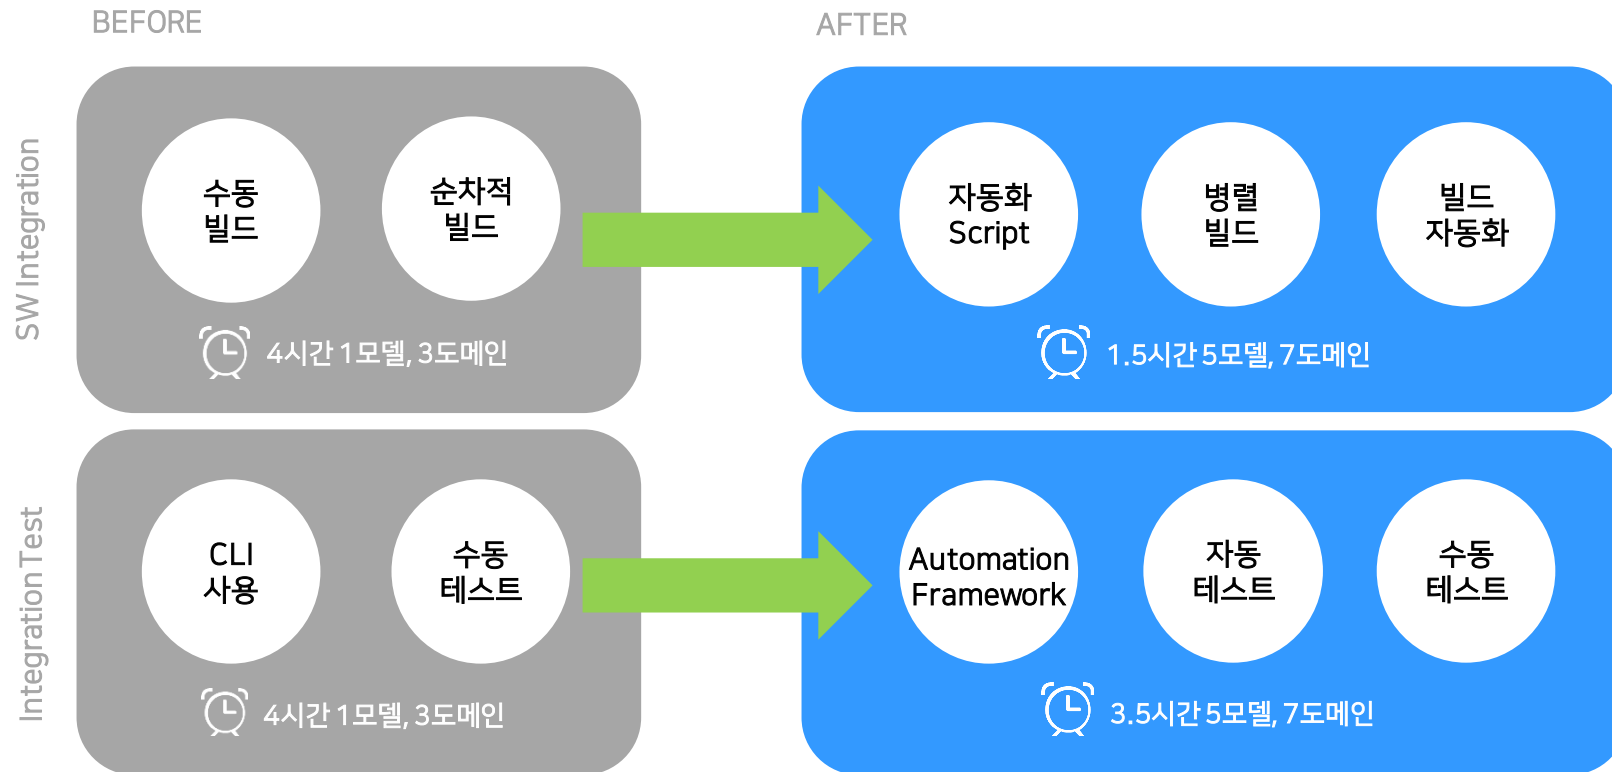 BEFORE
AFTER
SW Integration
수동
빌드
순차적
빌드
4시간 1모델, 3도메인
자동화
Script
병렬
빌드
빌드
자동화
1.5시간 5모델, 7도메인
Integration Test
CLI
사용
수동
테스트
4시간 1모델, 3도메인
Automation
Framework
자동
테스트
수동
테스트
3.5시간 5모델, 7도메인